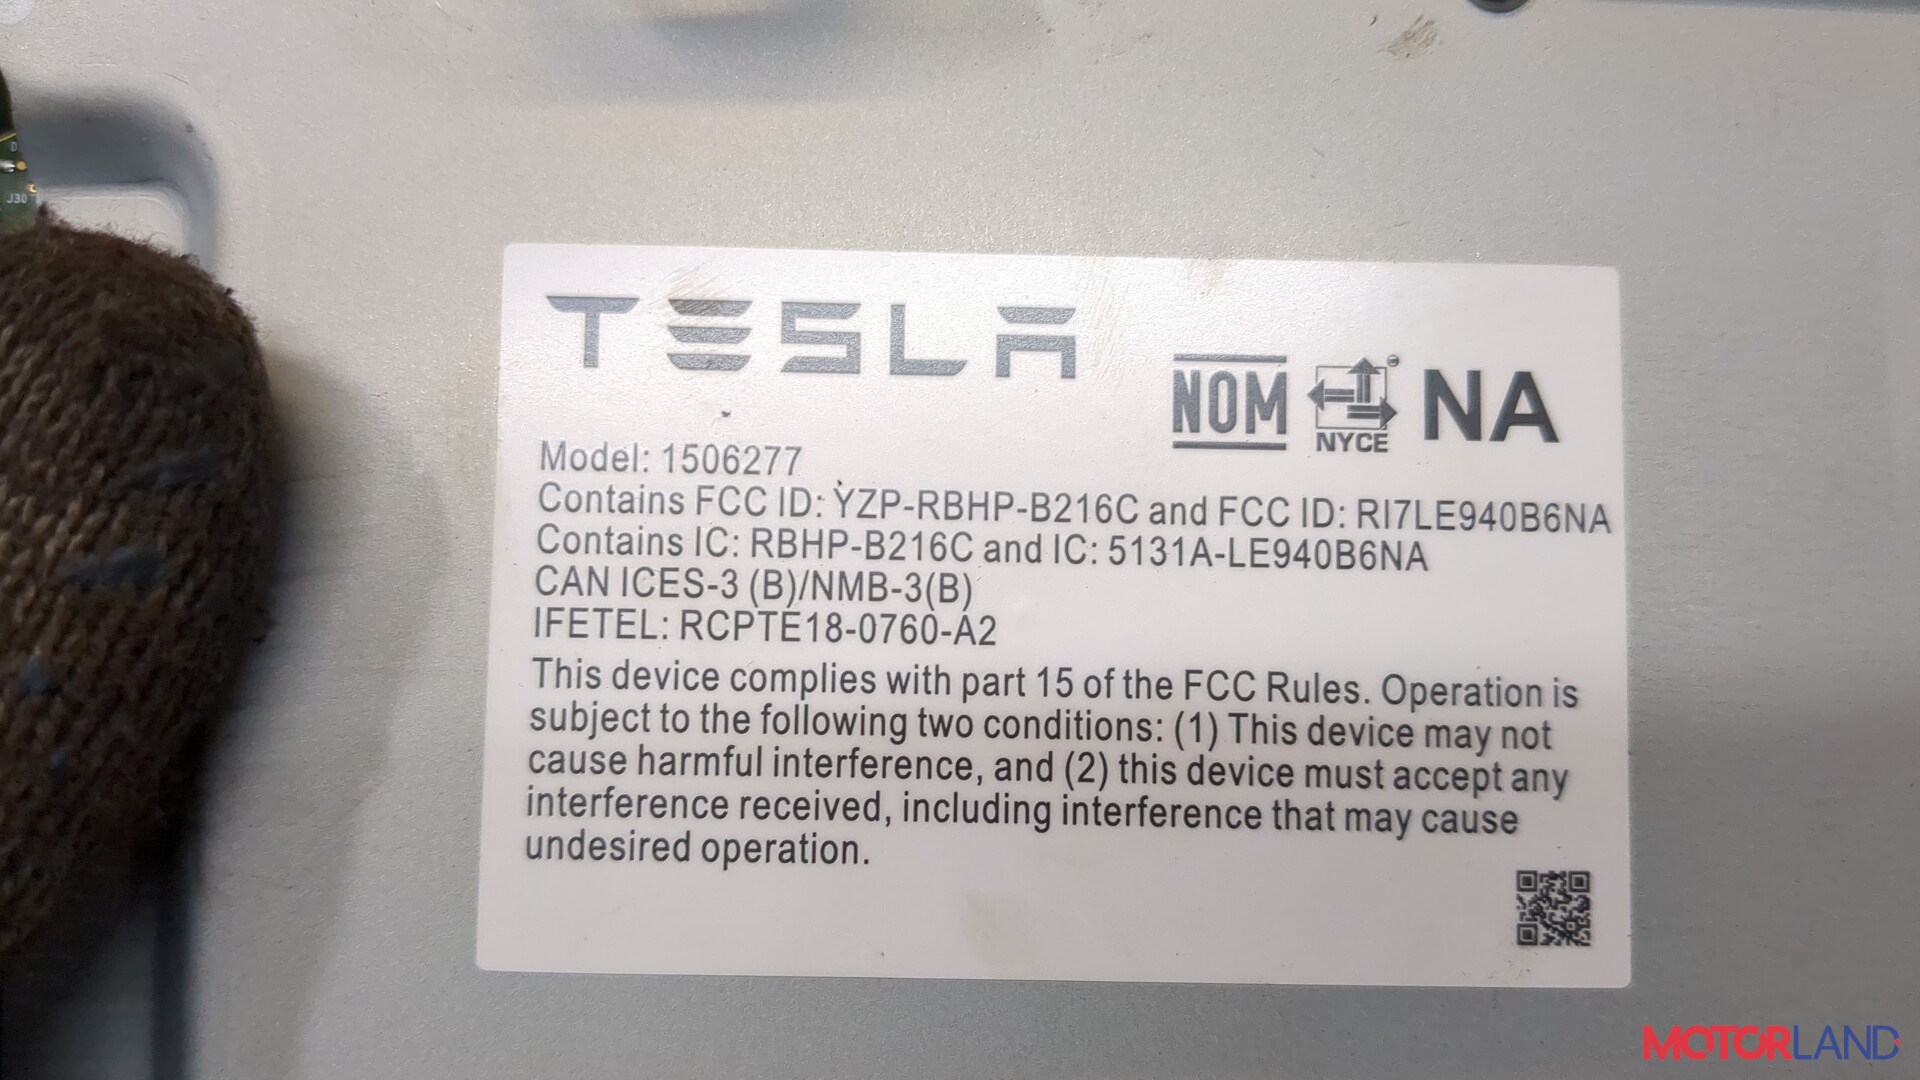 D
J30
TESLA
NOM NYCE NA
Model: 1506277
Contains FCC ID: YZP-RBHP-B216C and FCC ID: RI7LE940B6NA
Contains IC: RBHP-B216C and IC: 5131A-LE940B6NA
CAN ICES-3 (B)/NMB-3(B)
IFETEL: RCPTE18-0760-A2
This device complies with part 15 of the FCC Rules. Operation is
subject to the following two conditions: (1) This device may not
cause harmful interference, and (2) this device must accept any
interference received, including interference that may cause
undesired operation.
MOTORLAND